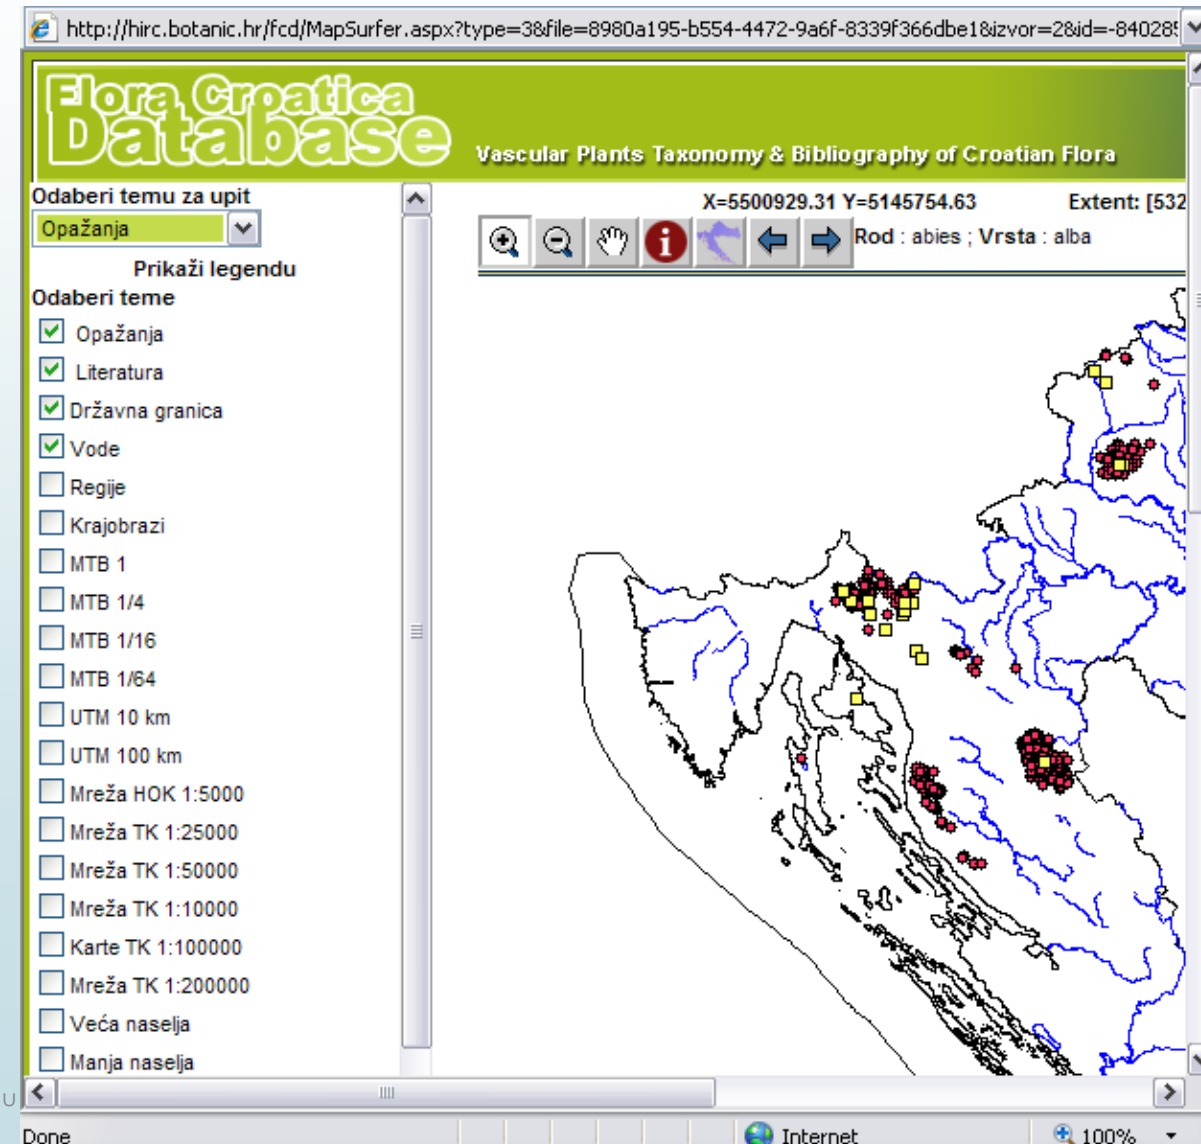 http://hirc.botanic.hr/fcd/MapSurfer.aspx?type=3&file=8980a195-b554-4472-9a6f-8339f366dbe1&izvor=2&id=-84028
Flora Croatica
Database
Vascular Plants Taxonomy & Bibliography of Croatian Flora
Odaberi temu za upit
Opažanja
Prikaži legendu
Odaberi teme
Opažanja
Literatura
Državna granica
Vode
Regije
Krajobrazi
MTB 1
MTB 1/4
MTB 1/16
MTB 1/64
UTM 10 km
UTM 100 km
Mreža HOK 1:5000
Mreža TK 1:25000
Mreža TK 1:50000
Mreža TK 1:10000
Karte TK 1:100000
Mreža TK 1:200000
Veća naselja
Manja naselja
X=5500929.31 Y=5145754.63 Extent: [532
Rod : abies ; Vrsta : alba
U
Done Internet 100%